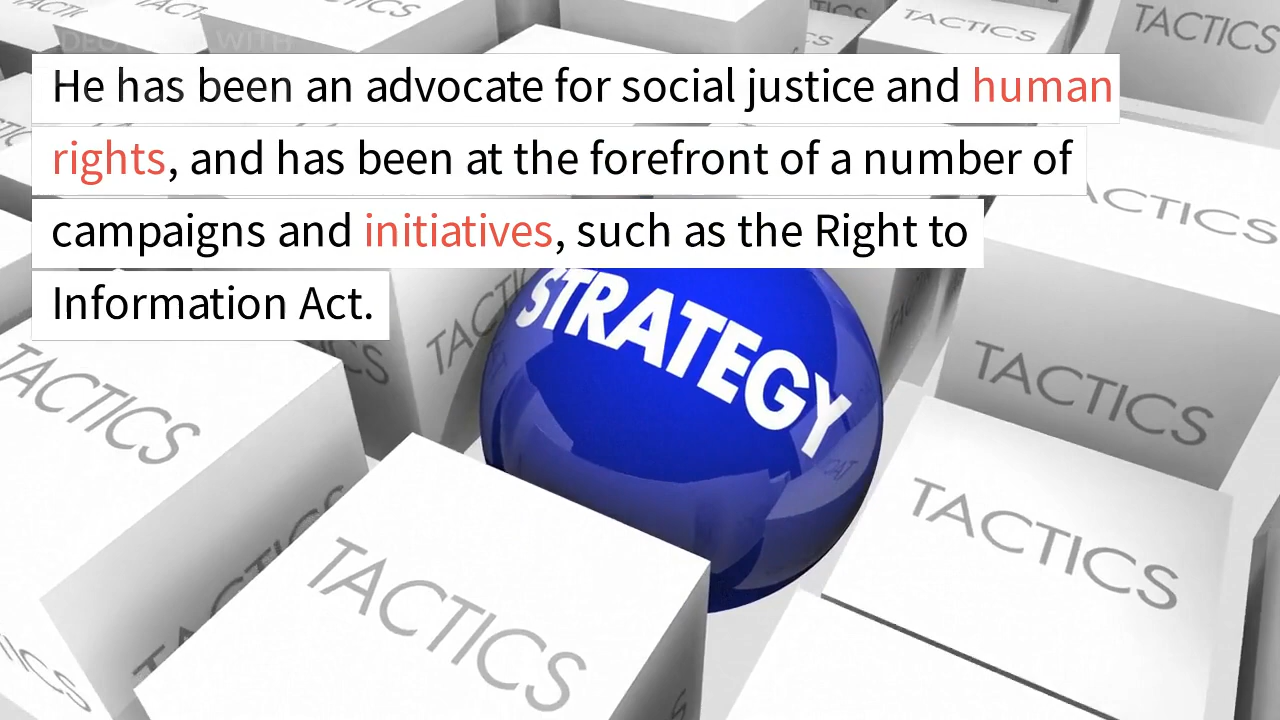 TICS
TACTICS
TACTICS
He has been an advocate for social justice and human
rights, and has been at the forefront of a number of
campaigns and initiatives, such as the Right to
Information Act.
TACTICS
STRATEGY
TACTICS
TACTICS
TACTICS
TACTICS